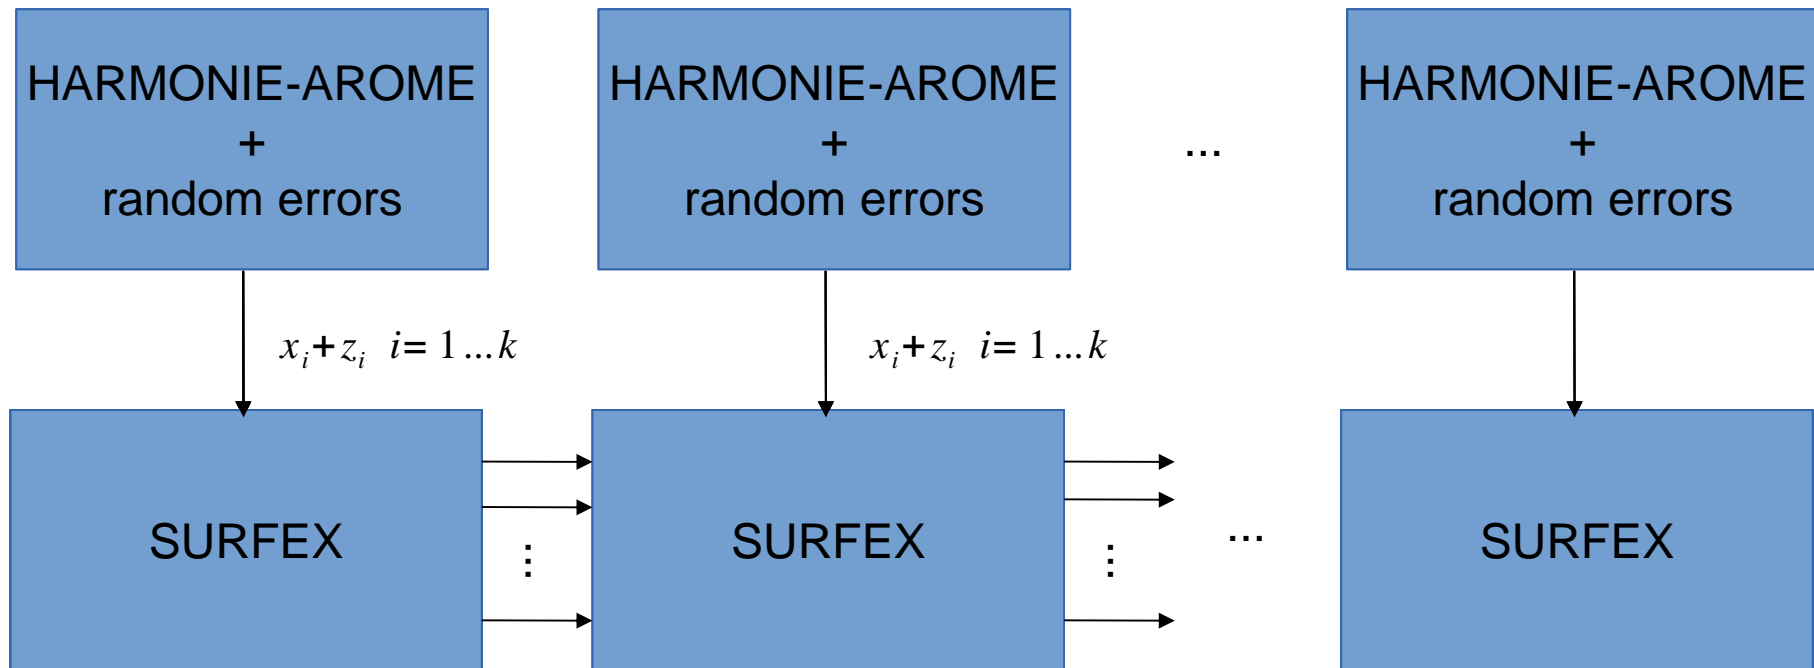 HARMONIE-AROME
+
random errors
HARMONIE-AROME
+
random errors
...
HARMONIE-AROME
+
random errors
x_i+z_i i= 1 ... k
x_i+z_i i= 1 ... k
SURFEX
⋮
SURFEX
⋮
...
SURFEX